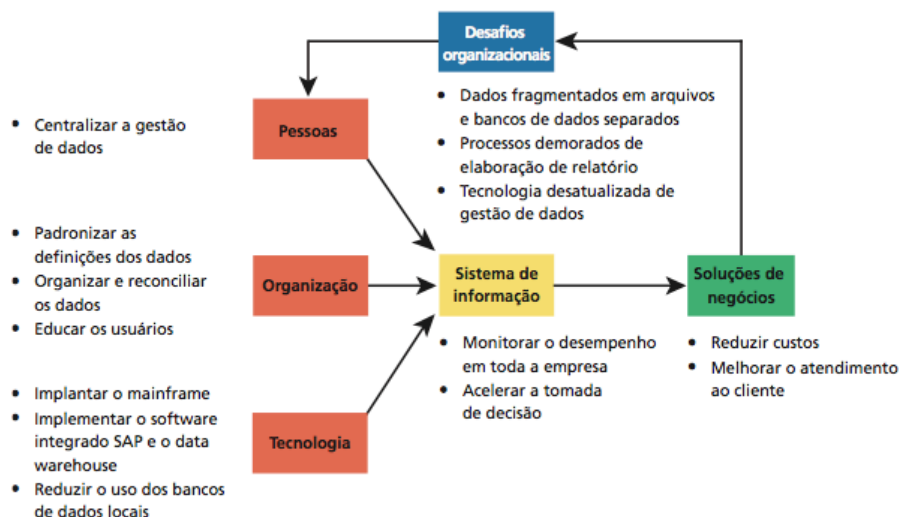 Desafios
organizacionais
• Dados fragmentados em arquivos
e bancos de dados separados
• Processos demorados de
elaboração de relatório
• Tecnologia desatualizada de
gestão de dados
• Centralizar a gestão
de dados
Pessoas
• Padronizar as
definições dos dados
• Organizar e reconciliar
os dados
• Educar os usuários
Organização
Sistema de
informação
• Monitorar o desempenho
em toda a empresa
• Acelerar a tomada
de decisão
Soluções de
negócios
• Reduzir custos
• Melhorar o atendimento
ao cliente
• Implantar o mainframe
• Implementar o software
integrado SAP e o data
warehouse
• Reduzir o uso dos bancos
de dados locais
Tecnologia